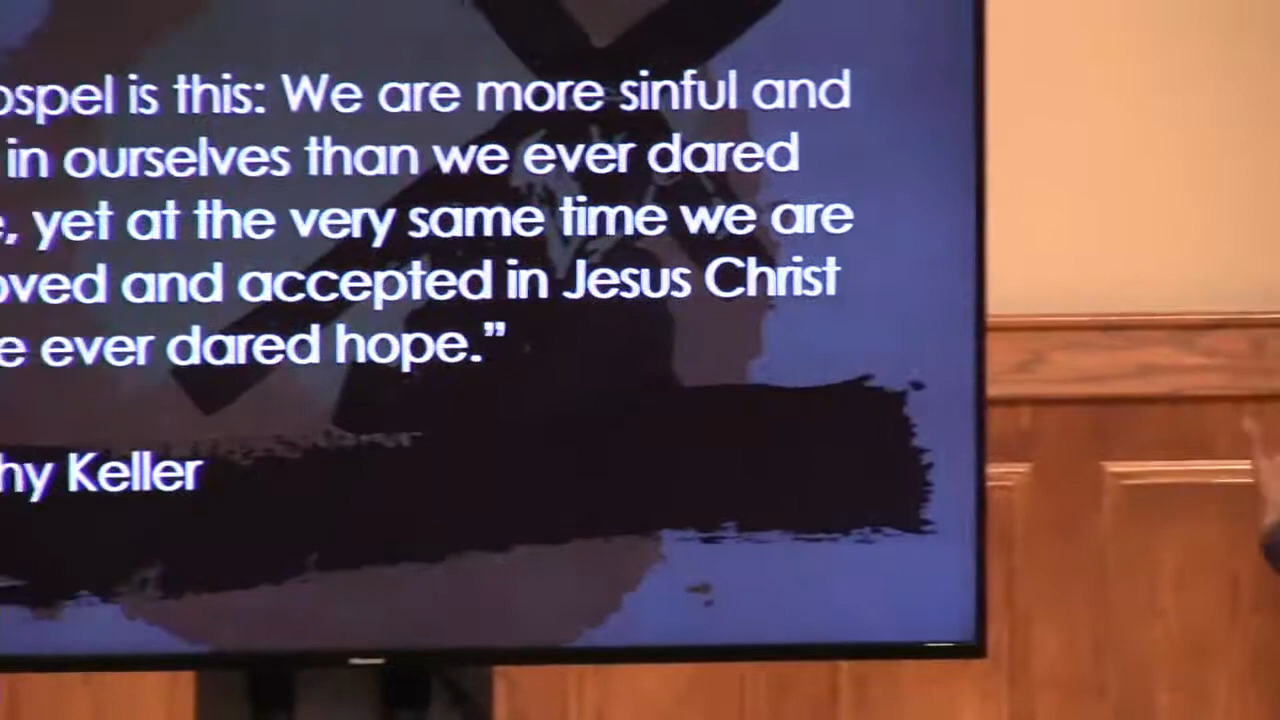 ospel is this: We are more sinful and
in ourselves than we ever dared
e, yet at the very same time we are
oved and accepted in Jesus Christ
e ever dared hope.”
hy Keller